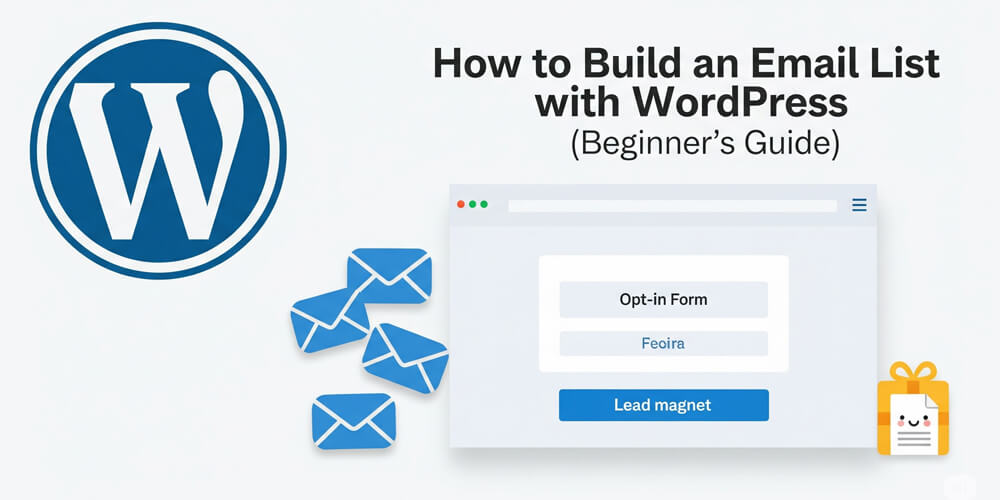 How to Build an Email List
with WordPress
(Beginner's Guide)
Opt-in Form
Feoira
Lead magnet